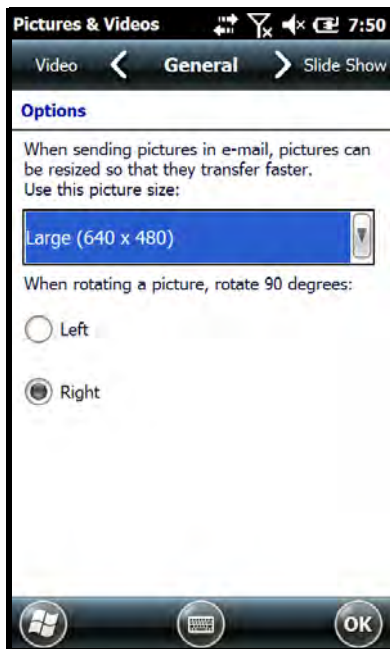 Pictures & Videos 7:50
Video General Slide Show
Options
When sending pictures in e-mail, pictures can
be resized so that they transfer faster.
Use this picture size:
Large (640 x 480)
When rotating a picture, rotate 90 degrees:
Left
Right
OK